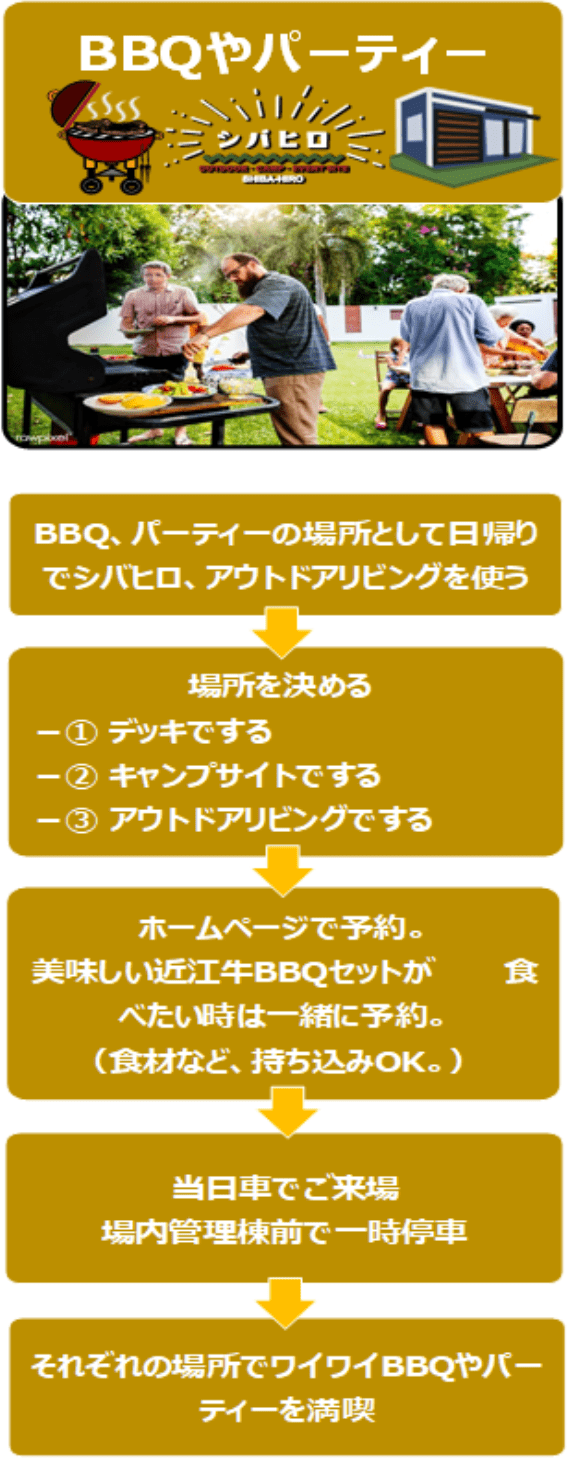 BBQやパーティー
シバヒロ
OUTDOOR・CAMP・EVENT SITE
SHIBAHIRO
rawpixel
BBQ、パーティーの場所として日帰り
でシバヒロ、アウトドアリビングを使う
場所を決める
－① デッキでする
－② キャンプサイトでする
－③ アウトドアリビングでする
ホームページで予約。
美味しい近江牛BBQセットが　　食
べたい時は一緒に予約。
（食材など、持ち込みOK。）
当日車でご来場
場内管理棟前で一時停車
それぞれの場所でワイワイBBQやパー
ティーを満喫